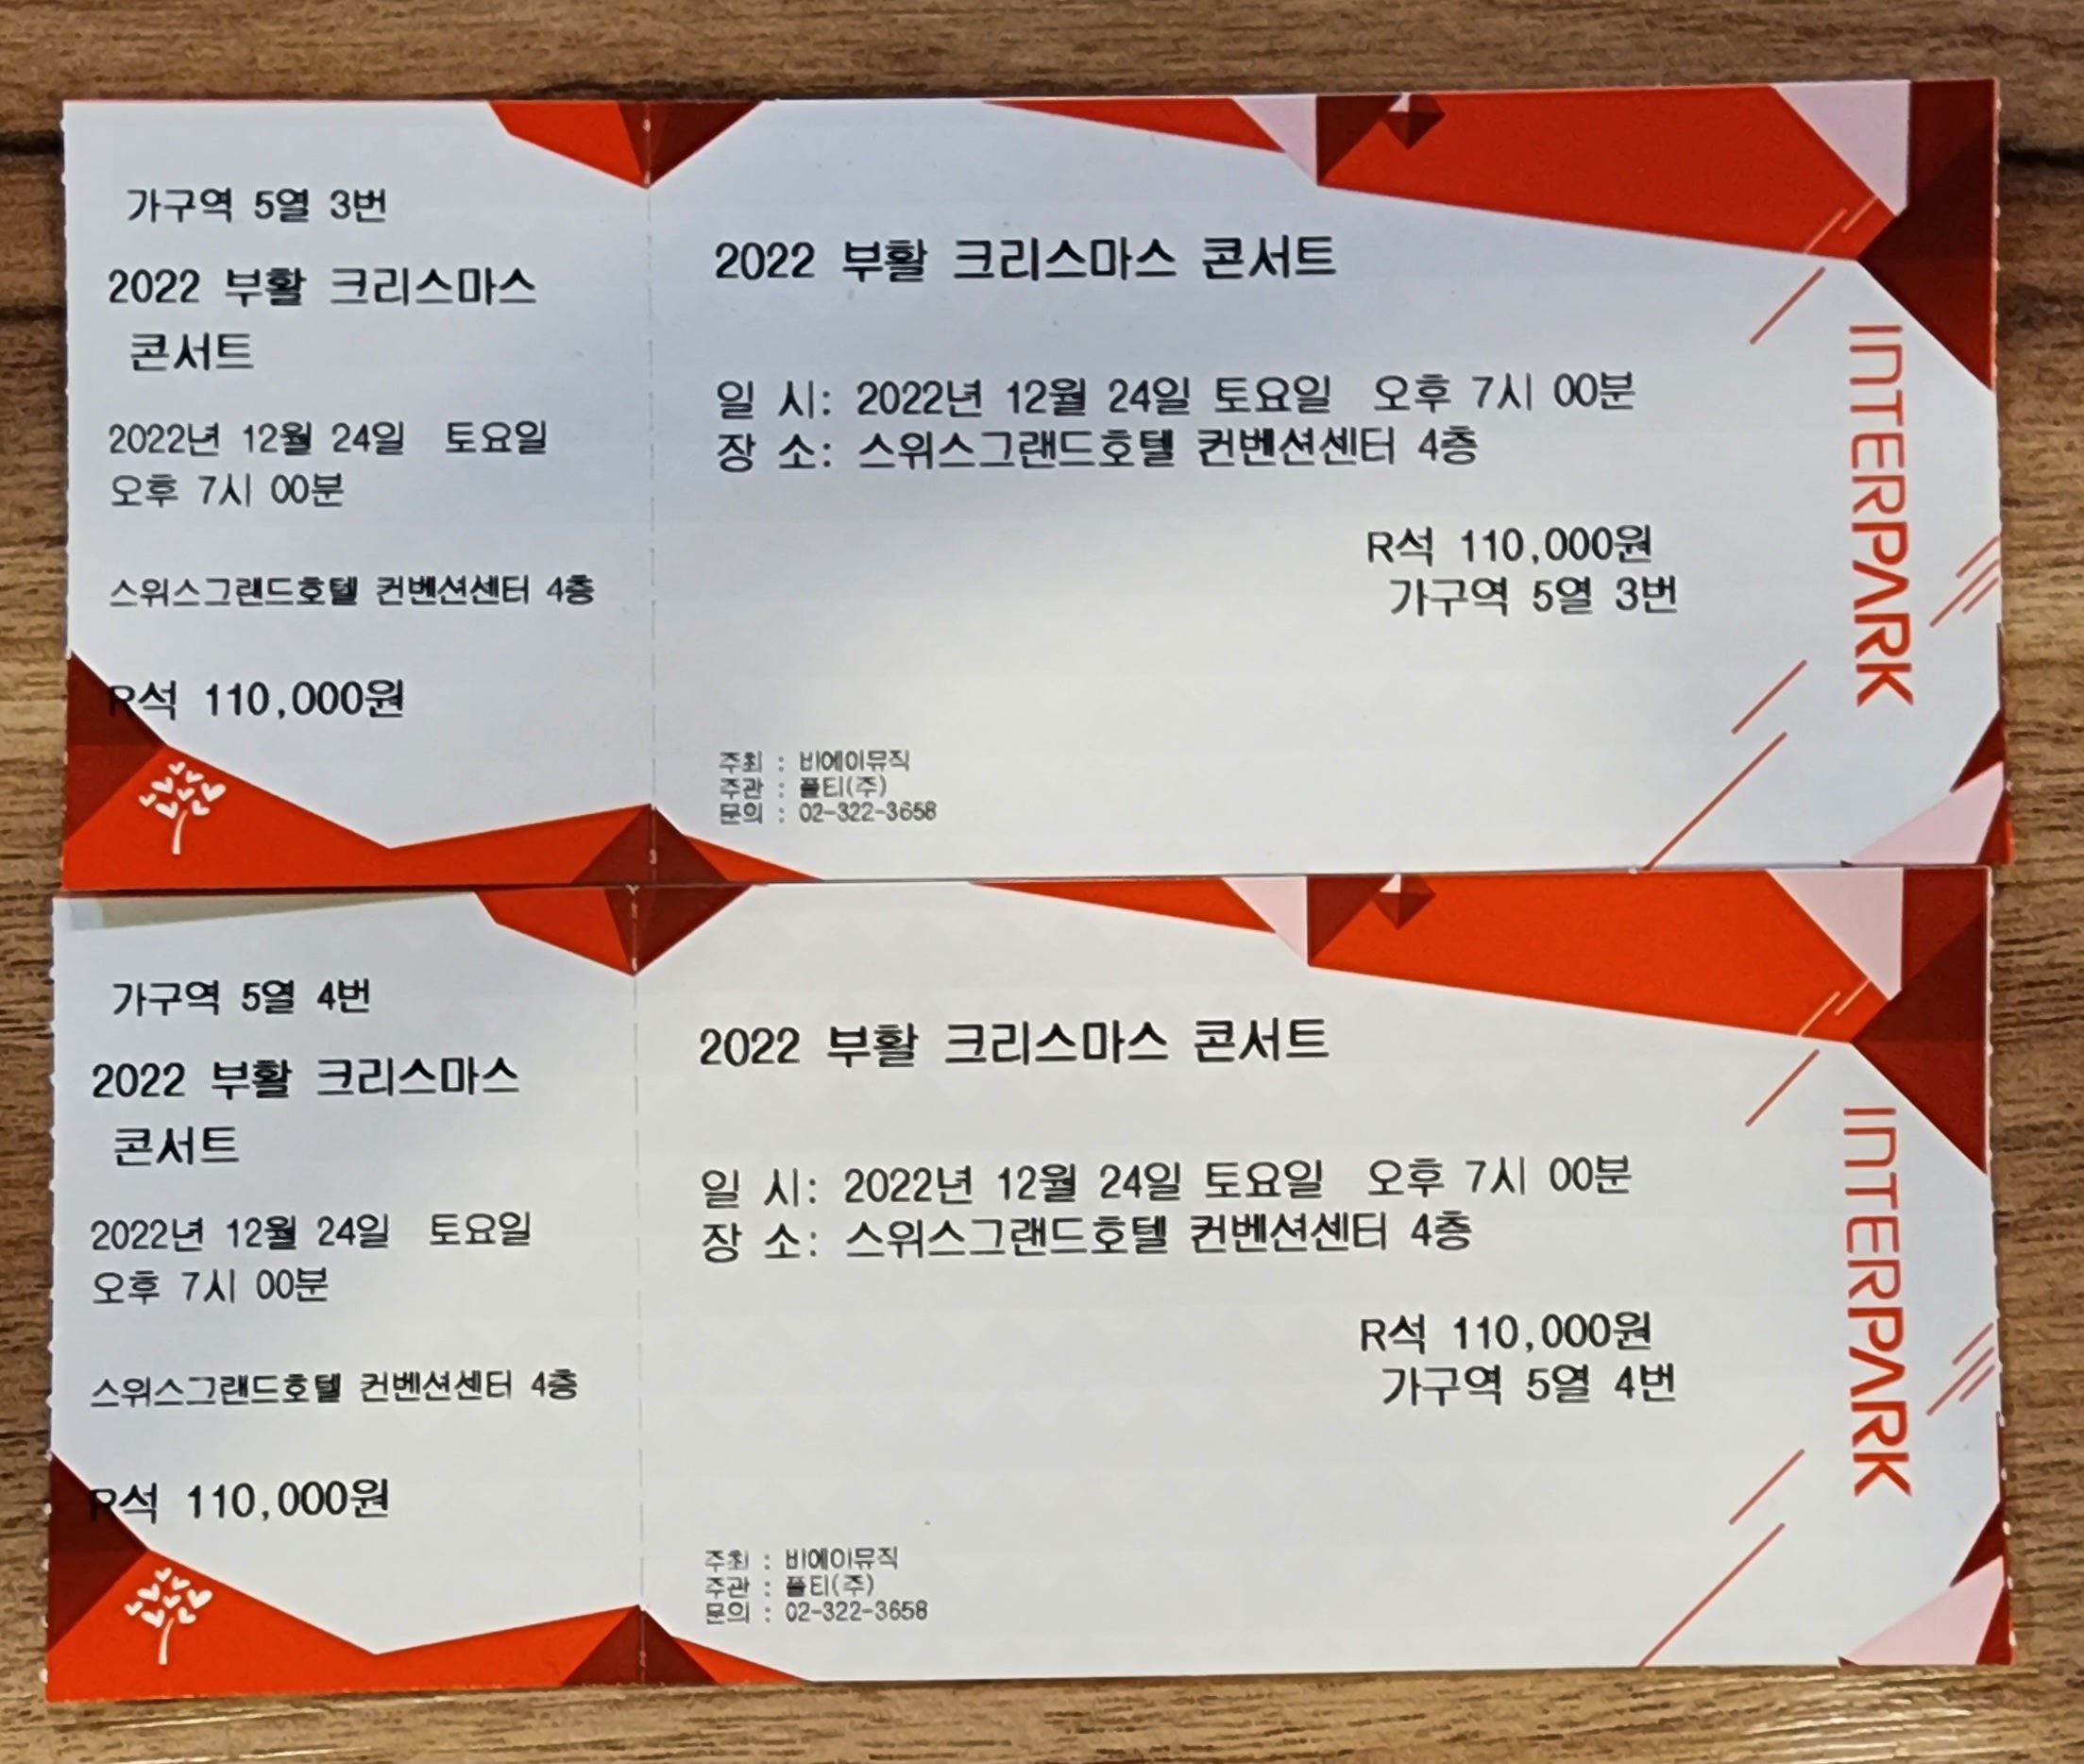 가구역 5열 3번
2022 부활 크리스마스
콘서트
2022년 12월 24일 토요일
오후 7시 00분
스위스그랜드호텔 컨벤션센터 4층
R석 110,000원
2022 부활 크리스마스 콘서트
일 시: 2022년 12월 24일 토요일 오후 7시 00분
장 소: 스위스그랜드호텔 컨벤션센터 4층
R석 110,000원
가구역 5열 3번
주최 : 비에이뮤직
주관 : 플티(주)
문의 : 02-322-3658
INTERPARK
가구역 5열 4번
2022 부활 크리스마스
콘서트
2022년 12월 24일 토요일
오후 7시 00분
스위스그랜드호텔 컨벤션센터 4층
R석 110,000원
2022 부활 크리스마스 콘서트
일 시: 2022년 12월 24일 토요일 오후 7시 00분
장 소: 스위스그랜드호텔 컨벤션센터 4층
R석 110,000원
가구역 5열 4번
주최 : 비에이뮤직
주관 : 플티(주)
문의 : 02-322-3658
INTERPARK